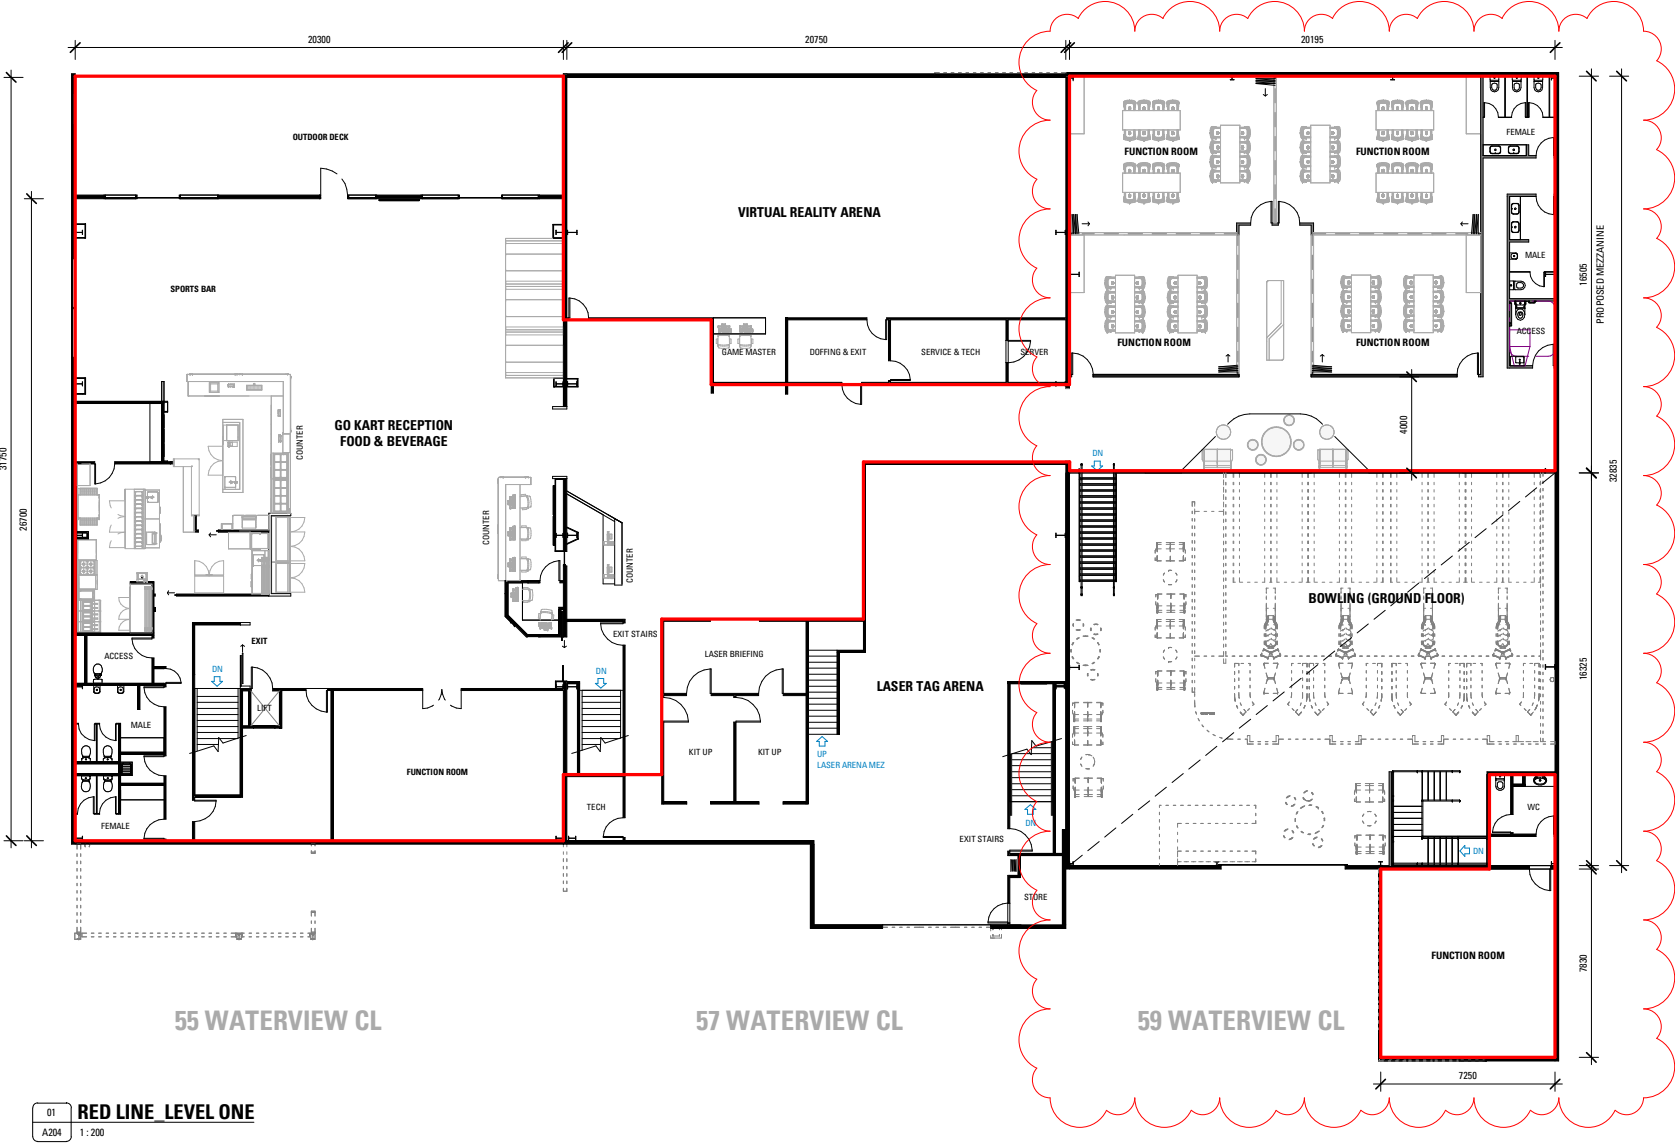 20300
20750
20195
OUTDOOR DECK
FUNCTION ROOM
FUNCTION ROOM
FEMALE
VIRTUAL REALITY ARENA
SPORTS BAR
MALE
16505
PROPOSED MEZZANINE
ACCESS
GAME MASTER
DOFFING & EXIT
SERVICE & TECH
SERVER
FUNCTION ROOM
FUNCTION ROOM
GO KART RECEPTION
FOOD & BEVERAGE
COUNTER
4000
31750
26700
32835
DN
COUNTER
COUNTER
BOWLING (GROUND FLOOR)
EXIT STAIRS
EXIT
ACCESS
DN
DN
LASER BRIEFING
LASER TAG ARENA
16325
LIFT
MALE
KIT UP
KIT UP
UP
LASER ARENA MEZ
FUNCTION ROOM
TECH
FEMALE
DN
EXIT STAIRS
WC
DN
STORE
FUNCTION ROOM
7830
55 WATERVIEW CL
57 WATERVIEW CL
59 WATERVIEW CL
7250
01
RED LINE_LEVEL ONE
A204
1 : 200